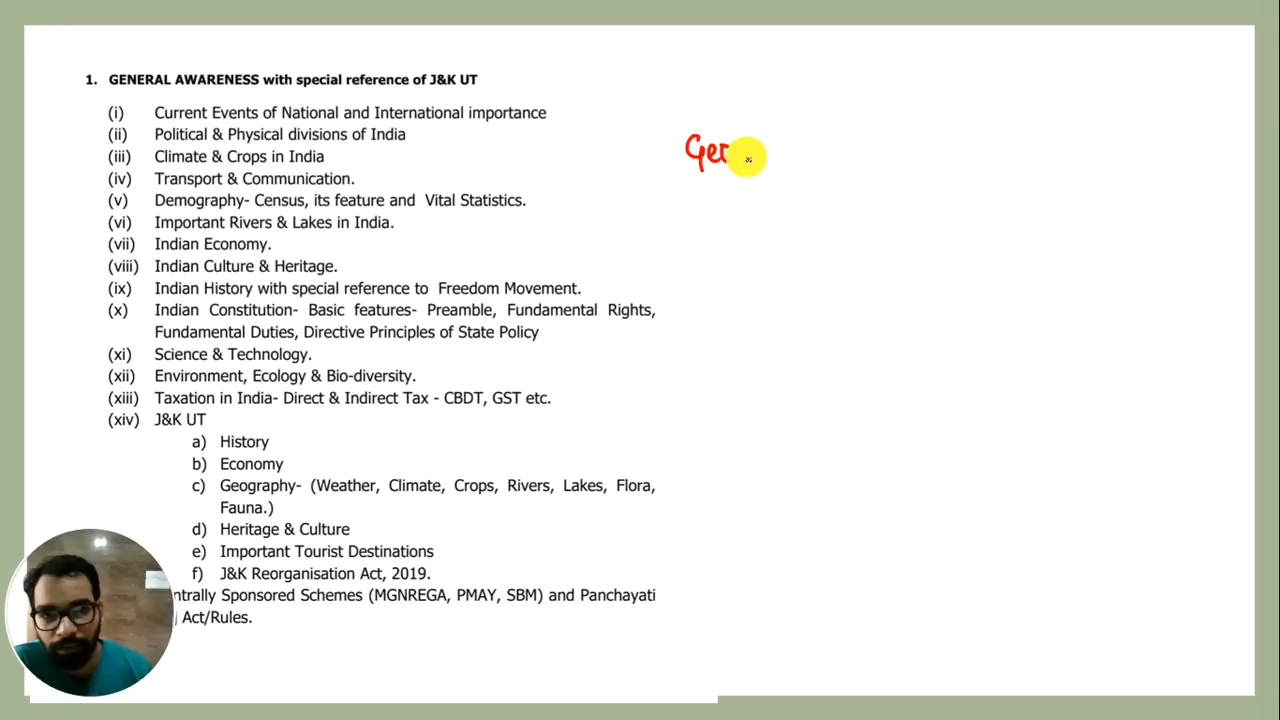 1. GENERAL AWARENESS with special reference of J&K UT
(i) Current Events of National and International importance
(ii) Political & Physical divisions of India
Ger
(iii) Climate & Crops in India
(iv) Transport & Communication.
(v) Demography- Census, its feature and Vital Statistics.
(vi) Important Rivers & Lakes in India.
(vii) Indian Economy.
(viii) Indian Culture & Heritage.
(ix) Indian History with special reference to Freedom Movement.
(x) Indian Constitution- Basic features- Preamble, Fundamental Rights,
Fundamental Duties, Directive Principles of State Policy
(xi) Science & Technology.
(xii) Environment, Ecology & Bio-diversity.
(xiii) Taxation in India- Direct & Indirect Tax - CBDT, GST etc.
(xiv) J&K UT
a) History
b) Economy
c) Geography- (Weather, Climate, Crops, Rivers, Lakes, Flora,
Fauna.)
d) Heritage & Culture
e) Important Tourist Destinations
f) J&K Reorganisation Act, 2019.
Sponsored Schemes (MGNREGA, PMAY, SBM) and Panchayati
Act/Rules.